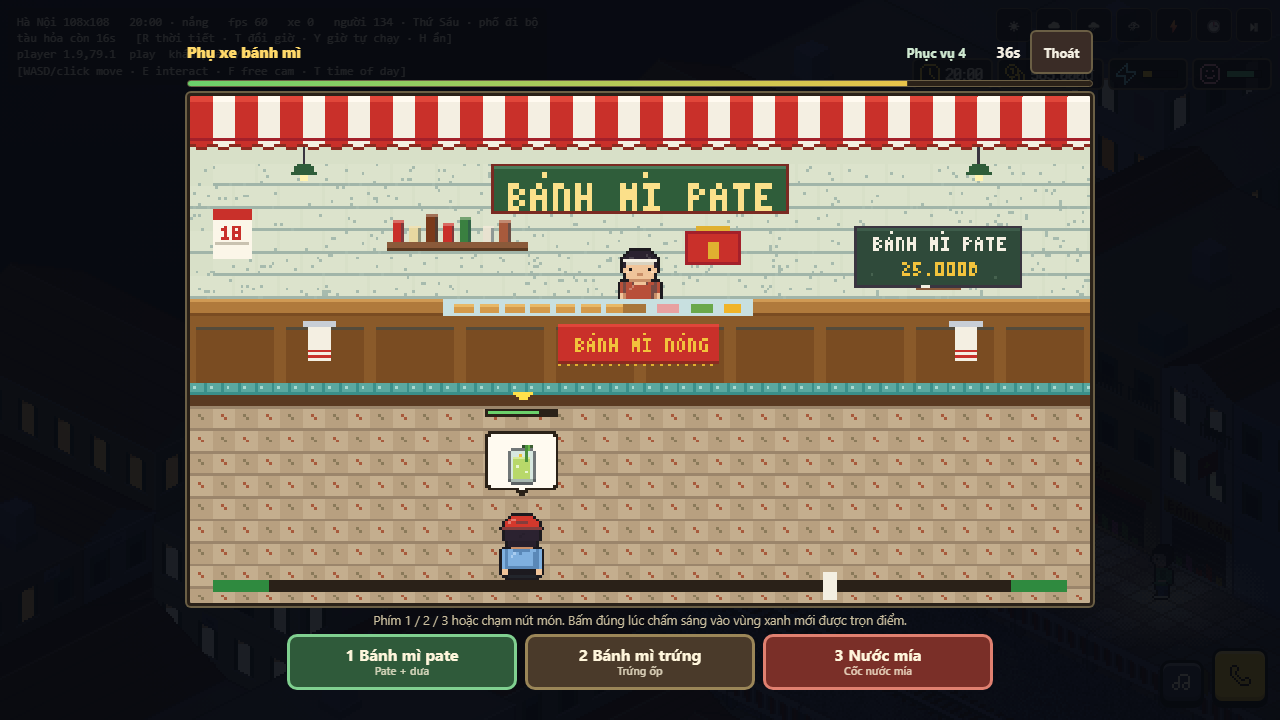 Hà Nội 108x108 20:00 · nắng fps 60 xe 0 người 134 · Thứ Sáu · phố đi bộ
tàu hỏa còn 16s [R thời tiết · T đổi giờ · Y giờ tự chạy · H ẩn]
player 1.9,79.1 play
[WASD/click move · E interact · F free cam · T time of day]
Phụ xe bánh mì
Phục vụ 4
36s
Thoát
20:00
BÁNH MÌ PATE
18
BÁNH MÌ PATE
25.000Đ
BÁNH MÌ NÓNG
Phím 1 / 2 / 3 hoặc chạm nút món. Bấm đúng lúc chấm sáng vào vùng xanh mới được trọn điểm.
1 Bánh mì pate
Pate + dưa
2 Bánh mì trứng
Trứng ốp
3 Nước mía
Cốc nước mía